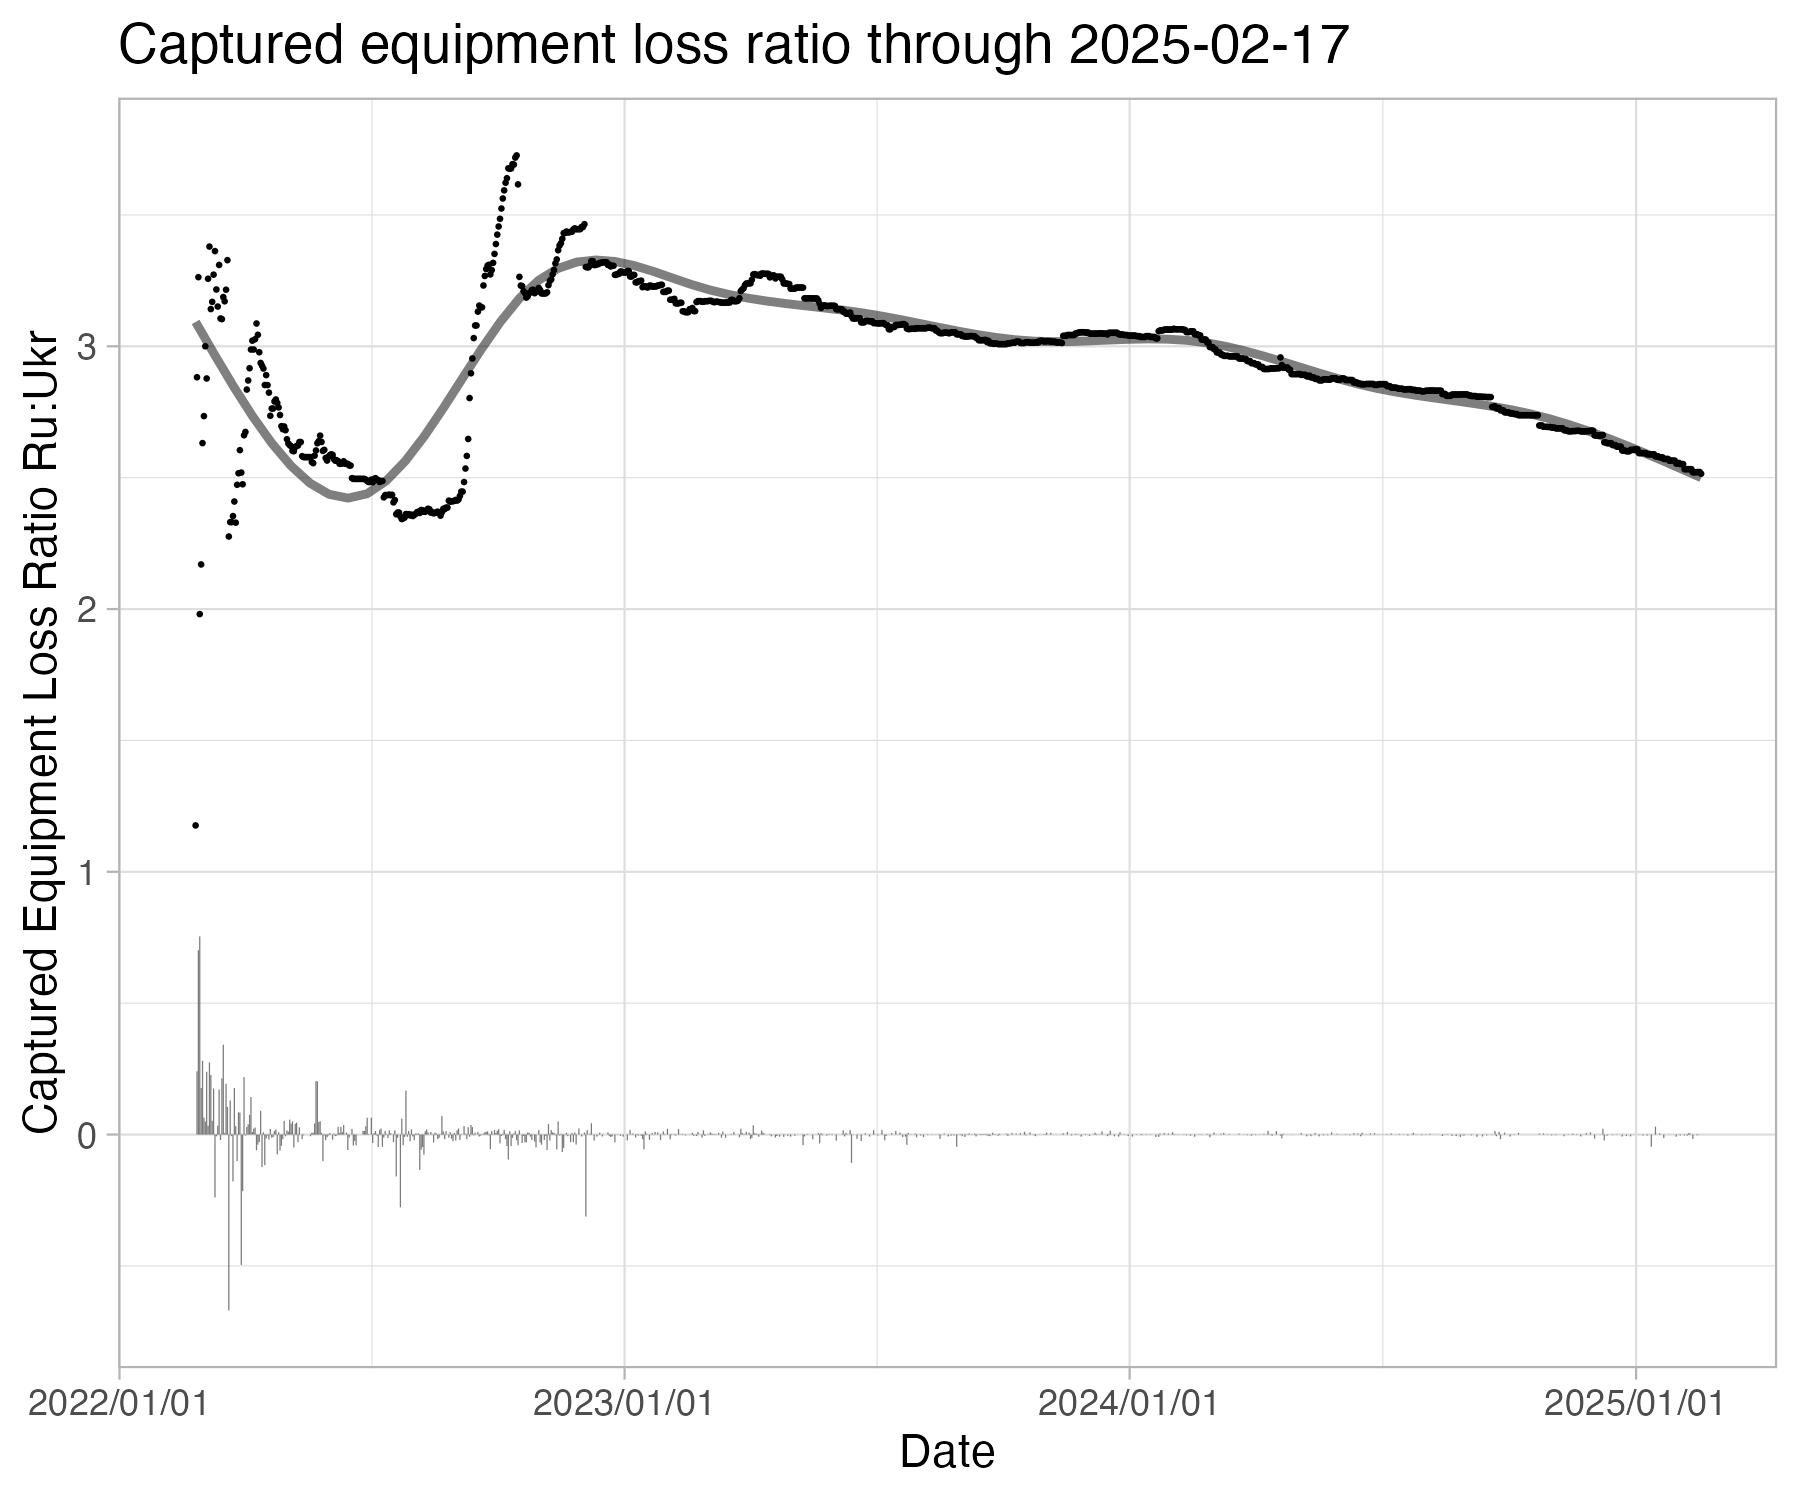 Captured equipment loss ratio through 2025-02-17
Captured Equipment Loss Ratio Ru:Ukr
3
2
1
0
2022/01/01
2023/01/01
2024/01/01
2025/01/01
Date